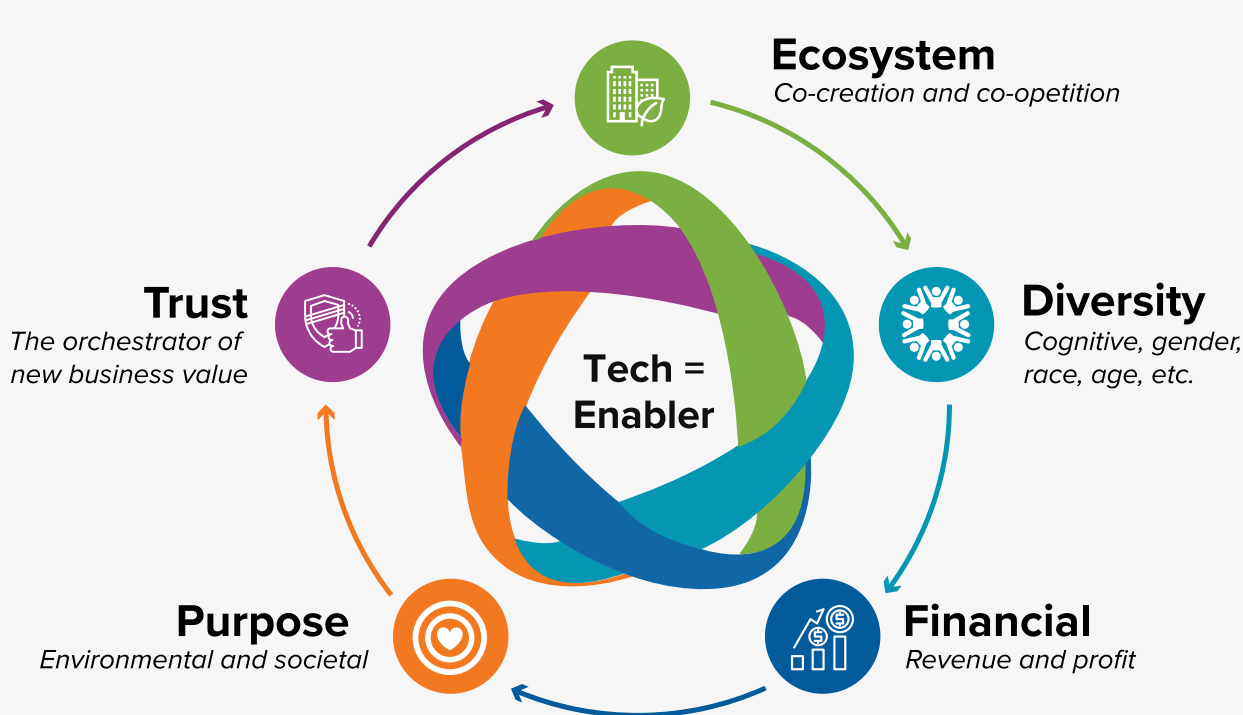 Ecosystem
Co-creation and co-opetition
Trust
The orchestrator of
new business value
Diversity
Cognitive, gender,
race, age, etc.
Tech =
Enabler
Purpose
Environmental and societal
Financial
Revenue and profit
$
$